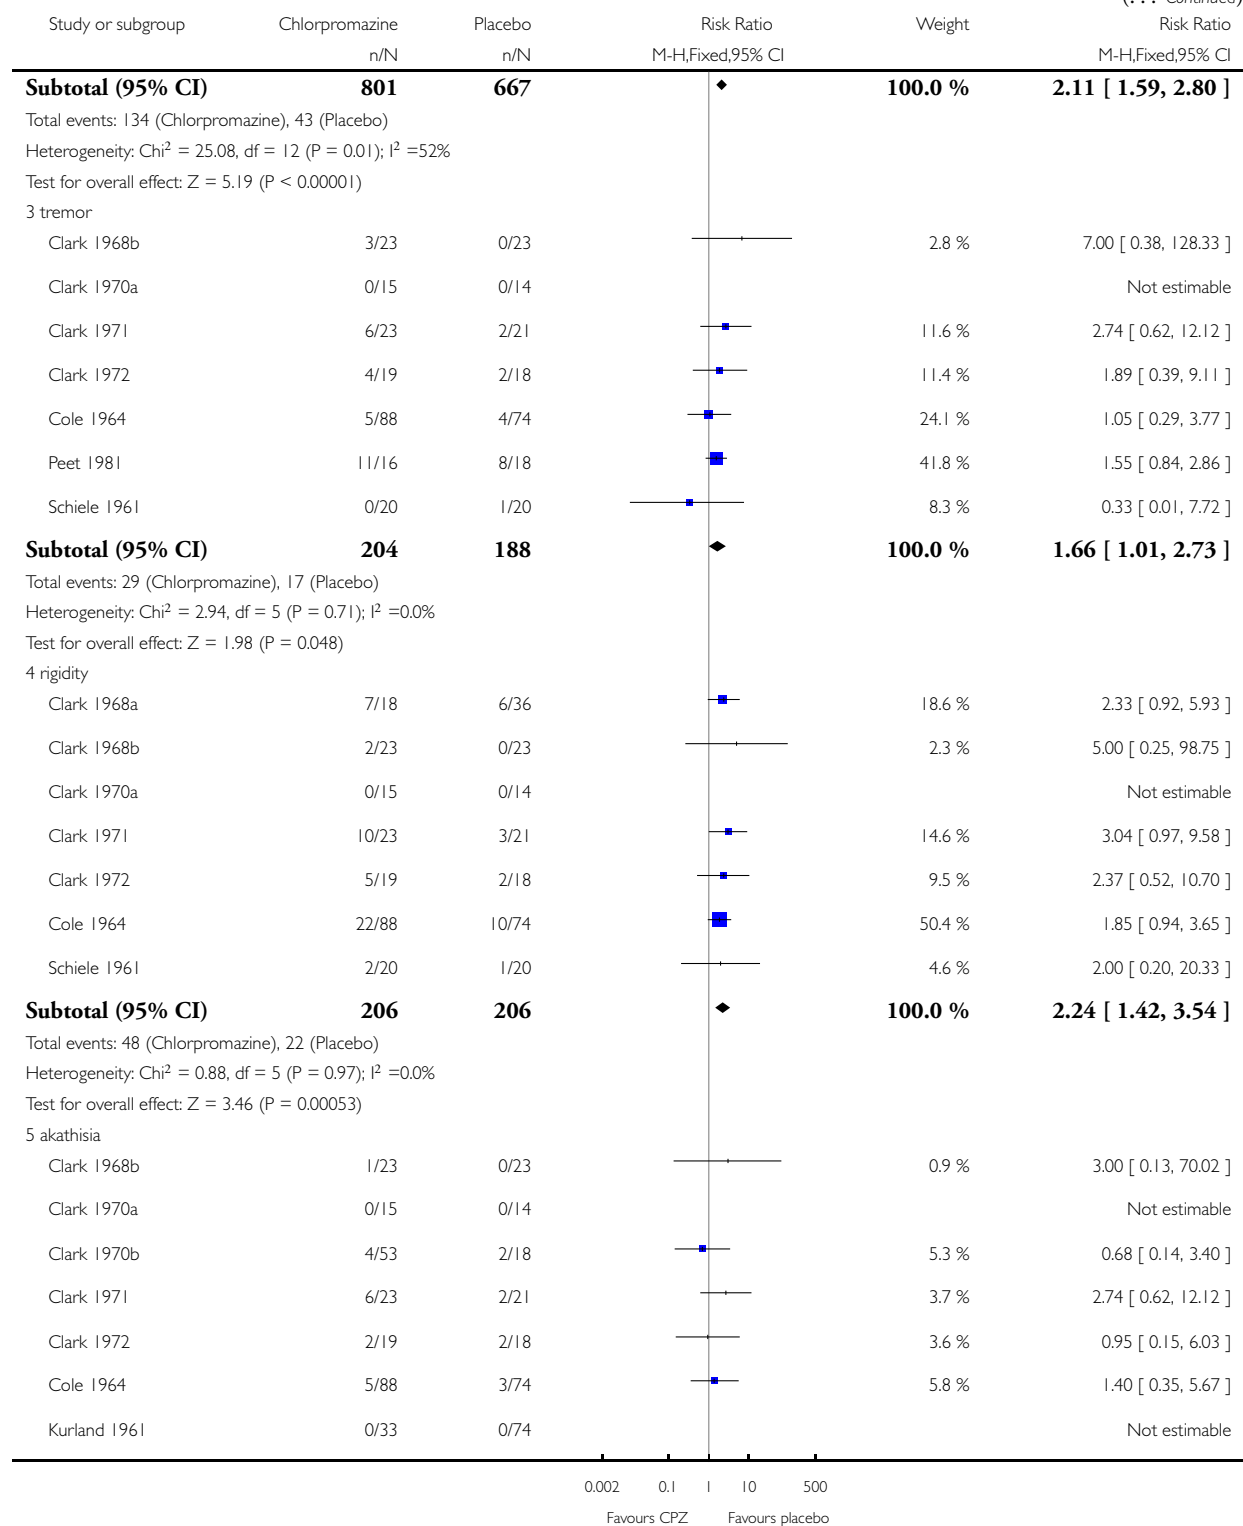 (. . . Continued)
Study or subgroup Chlorpromazine Placebo Risk Ratio Weight Risk Ratio
n/N n/N M-H,Fixed,95% CI M-H,Fixed,95% CI
Subtotal (95% CI) 801 667 100.0 % 2.11 [ 1.59, 2.80 ]
Total events: 134 (Chlorpromazine), 43 (Placebo)
Heterogeneity: Chi² = 25.08, df = 12 (P = 0.01); I² =52%
Test for overall effect: Z = 5.19 (P < 0.00001)
3 tremor
Clark 1968b 3/23 0/23 2.8 % 7.00 [ 0.38, 128.33 ]
Clark 1970a 0/15 0/14 Not estimable
Clark 1971 6/23 2/21 11.6 % 2.74 [ 0.62, 12.12 ]
Clark 1972 4/19 2/18 11.4 % 1.89 [ 0.39, 9.11 ]
Cole 1964 5/88 4/74 24.1 % 1.05 [ 0.29, 3.77 ]
Peet 1981 11/16 8/18 41.8 % 1.55 [ 0.84, 2.86 ]
Schiele 1961 0/20 1/20 8.3 % 0.33 [ 0.01, 7.72 ]
Subtotal (95% CI) 204 188 100.0 % 1.66 [ 1.01, 2.73 ]
Total events: 29 (Chlorpromazine), 17 (Placebo)
Heterogeneity: Chi² = 2.94, df = 5 (P = 0.71); I² =0.0%
Test for overall effect: Z = 1.98 (P = 0.048)
4 rigidity
Clark 1968a 7/18 6/36 18.6 % 2.33 [ 0.92, 5.93 ]
Clark 1968b 2/23 0/23 2.3 % 5.00 [ 0.25, 98.75 ]
Clark 1970a 0/15 0/14 Not estimable
Clark 1971 10/23 3/21 14.6 % 3.04 [ 0.97, 9.58 ]
Clark 1972 5/19 2/18 9.5 % 2.37 [ 0.52, 10.70 ]
Cole 1964 22/88 10/74 50.4 % 1.85 [ 0.94, 3.65 ]
Schiele 1961 2/20 1/20 4.6 % 2.00 [ 0.20, 20.33 ]
Subtotal (95% CI) 206 206 100.0 % 2.24 [ 1.42, 3.54 ]
Total events: 48 (Chlorpromazine), 22 (Placebo)
Heterogeneity: Chi² = 0.88, df = 5 (P = 0.97); I² =0.0%
Test for overall effect: Z = 3.46 (P = 0.00053)
5 akathisia
Clark 1968b 1/23 0/23 0.9 % 3.00 [ 0.13, 70.02 ]
Clark 1970a 0/15 0/14 Not estimable
Clark 1970b 4/53 2/18 5.3 % 0.68 [ 0.14, 3.40 ]
Clark 1971 6/23 2/21 3.7 % 2.74 [ 0.62, 12.12 ]
Clark 1972 2/19 2/18 3.6 % 0.95 [ 0.15, 6.03 ]
Cole 1964 5/88 3/74 5.8 % 1.40 [ 0.35, 5.67 ]
Kurland 1961 0/33 0/74 Not estimable
0.002 0.1 1 10 500
Favours CPZ Favours placebo